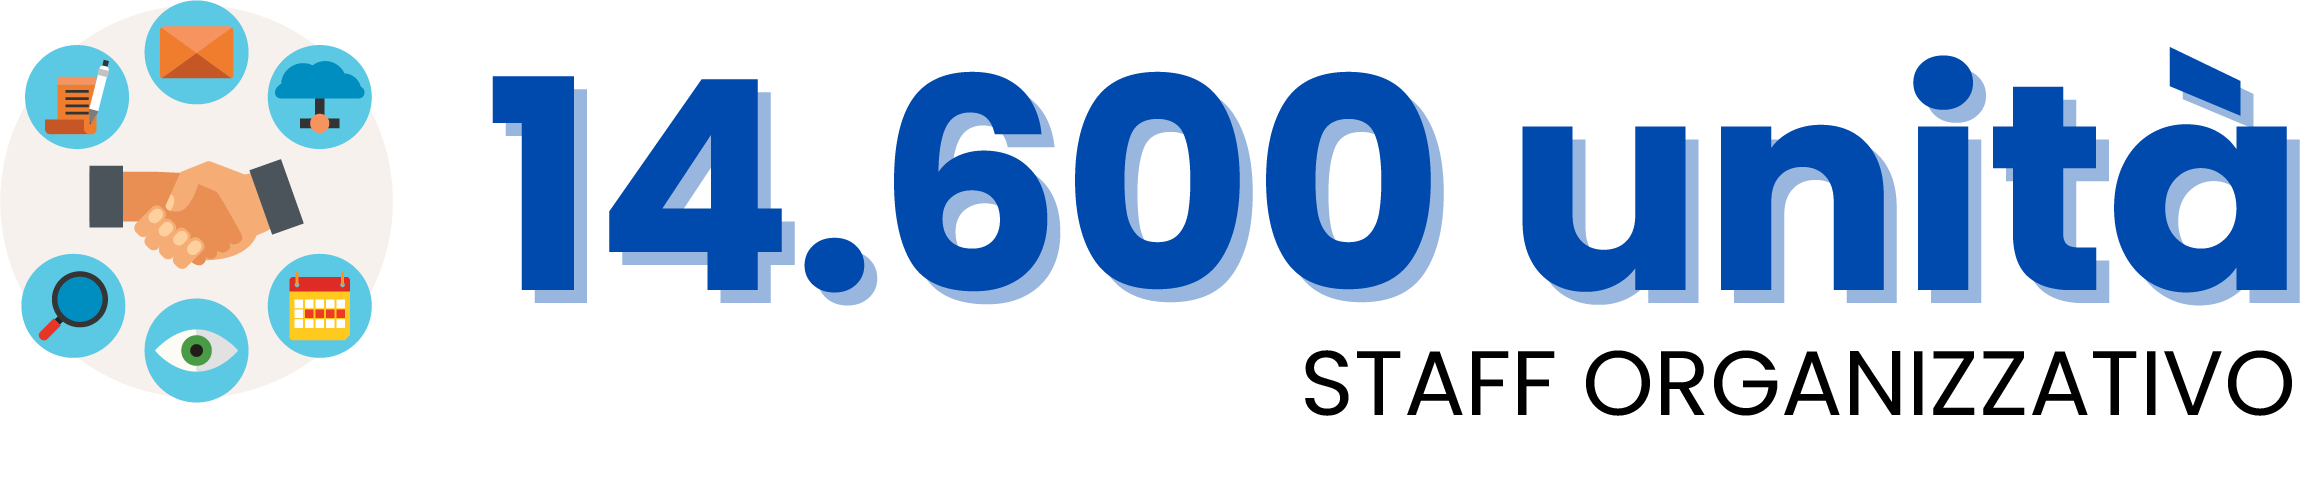 14.600 unità
STAFF ORGANIZZATIVO